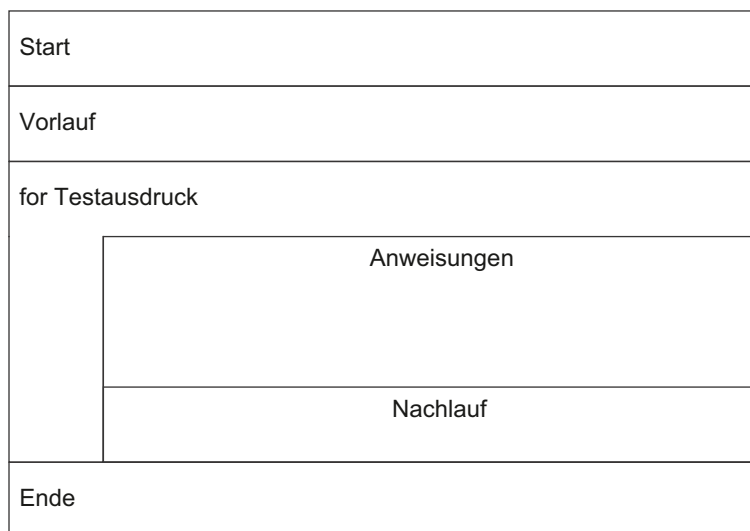 Start
Vorlauf
for Testausdruck
Anweisungen
Nachlauf
Ende